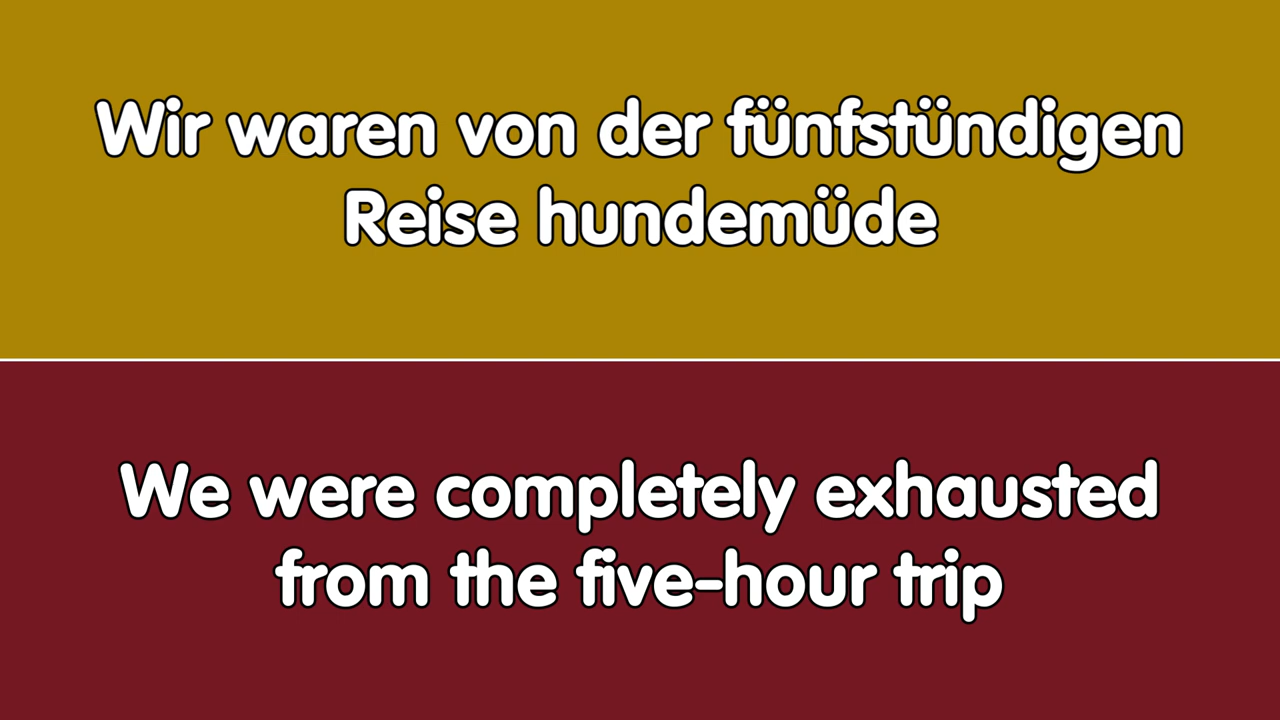 Wir waren von der fünfstündigen
Reise hundemüde
We were completely exhausted
from the five-hour trip